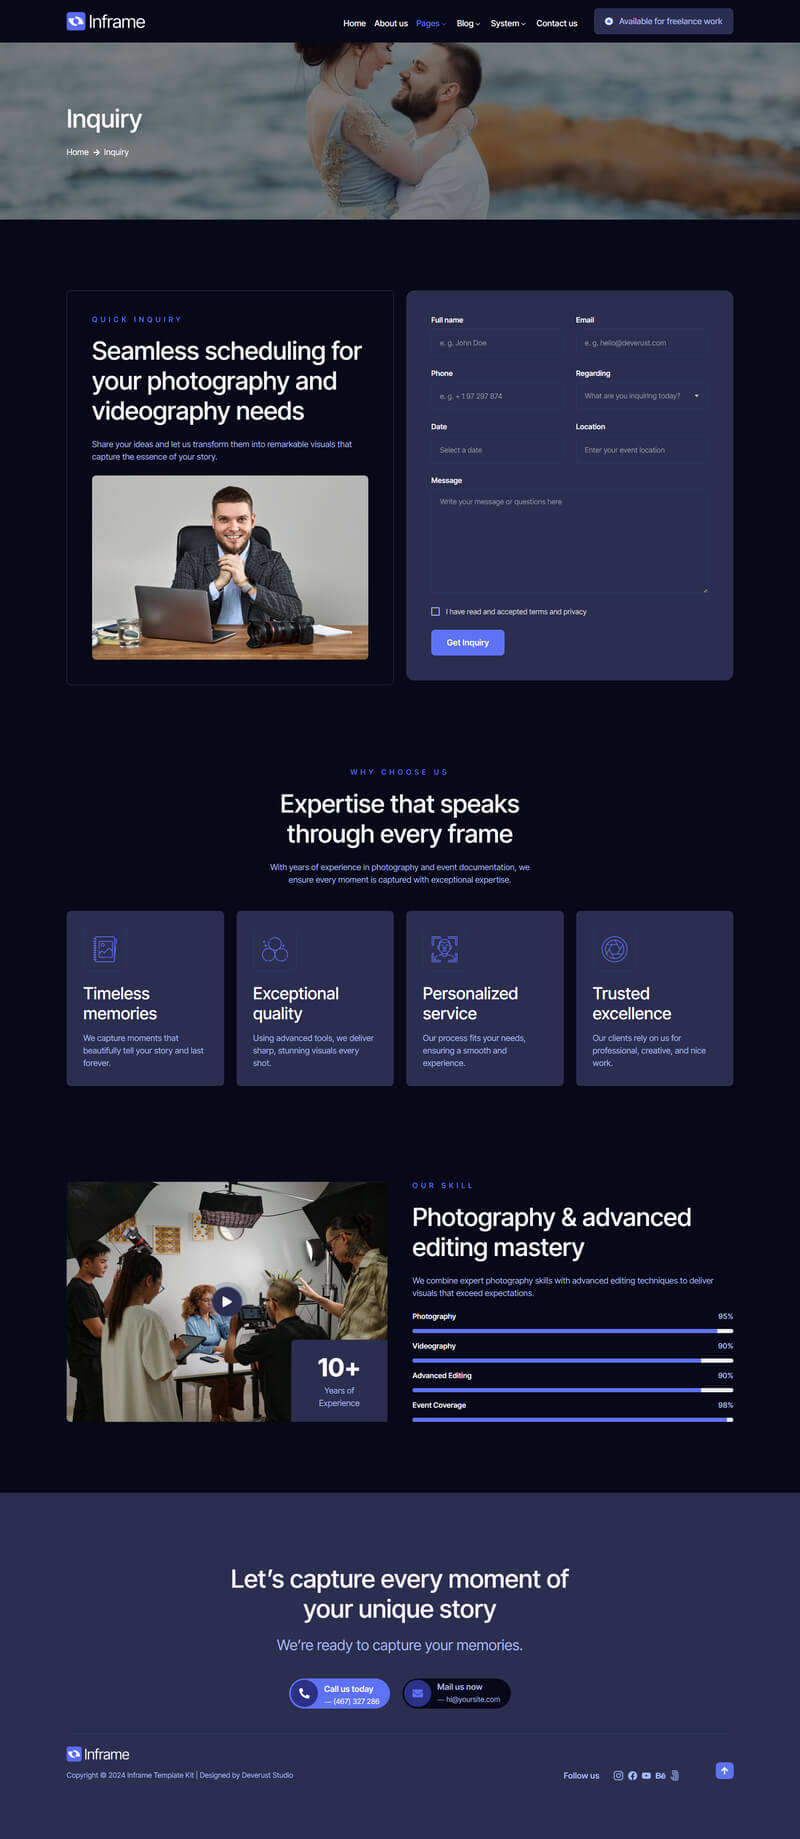 Inframe
Home About us Pages Blog System Contact us
Available for freelance work
Inquiry
Home → Inquiry
QUICK INQUIRY
Seamless scheduling for
your photography and
videography needs
Share your ideas and let us transform them into remarkable visuals that
capture the essence of your story.
Full name
e. g. John Doe
Email
e. g. hello@deverust.com
Phone
e. g. + 1 97 297 874
Regarding
What are you inquiring today?
Date
Select a date
Location
Enter your event location
Message
Write your message or questions here
I have read and accepted terms and privacy
Get Inquiry
WHY CHOOSE US
Expertise that speaks
through every frame
With years of experience in photography and event documentation, we
ensure every moment is captured with exceptional expertise.
Timeless
memories
We capture moments that
beautifully tell your story and last
forever.
Exceptional
quality
Using advanced tools, we deliver
sharp, stunning visuals every
shot.
Personalized
service
Our process fits your needs,
ensuring a smooth and
experience.
Trusted
excellence
Our clients rely on us for
professional, creative, and nice
work.
10+
Years of
Experience
OUR SKILL
Photography & advanced
editing mastery
We combine expert photography skills with advanced editing techniques to deliver
visuals that exceed expectations.
Photography 95%
Videography 90%
Advanced Editing 90%
Event Coverage 98%
Let's capture every moment of
your unique story
We're ready to capture your memories.
Call us today
— (467) 327 286
Mail us now
— hi@yoursite.com
Inframe
Copyright © 2024 Inframe Template Kit | Designed by Deverust Studio
Follow us
Bē